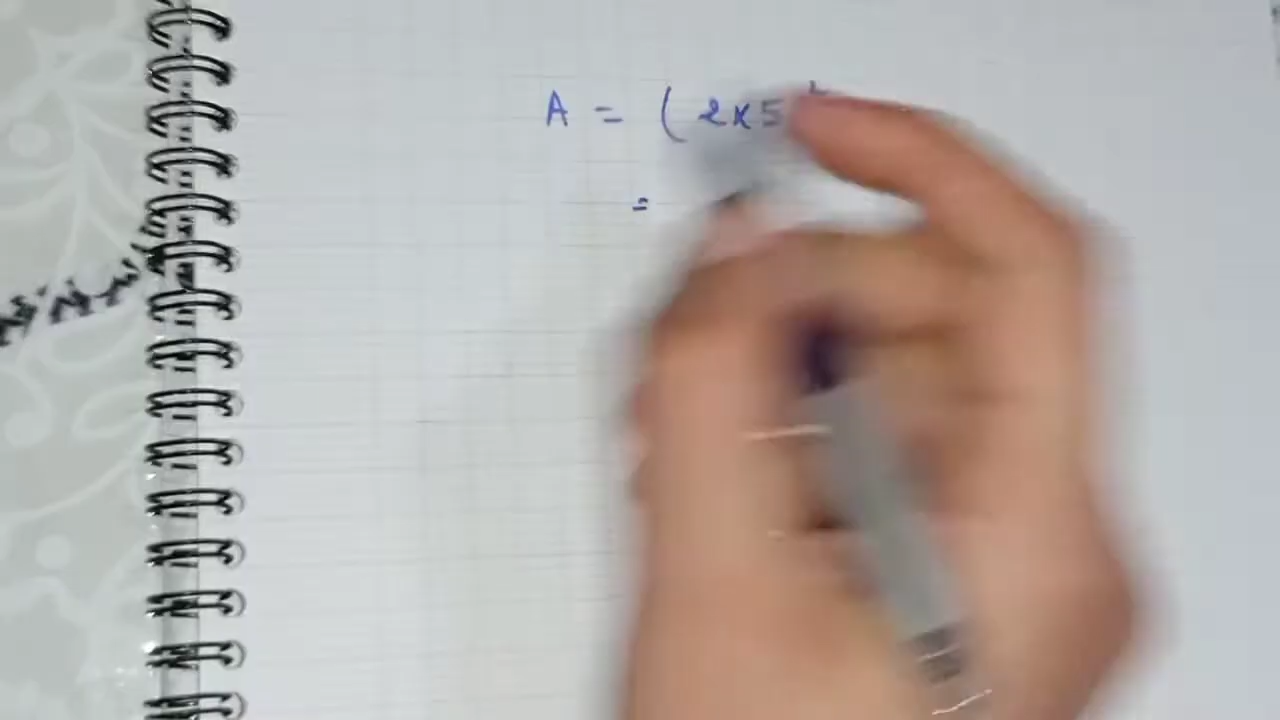 A = ( 2x5
=